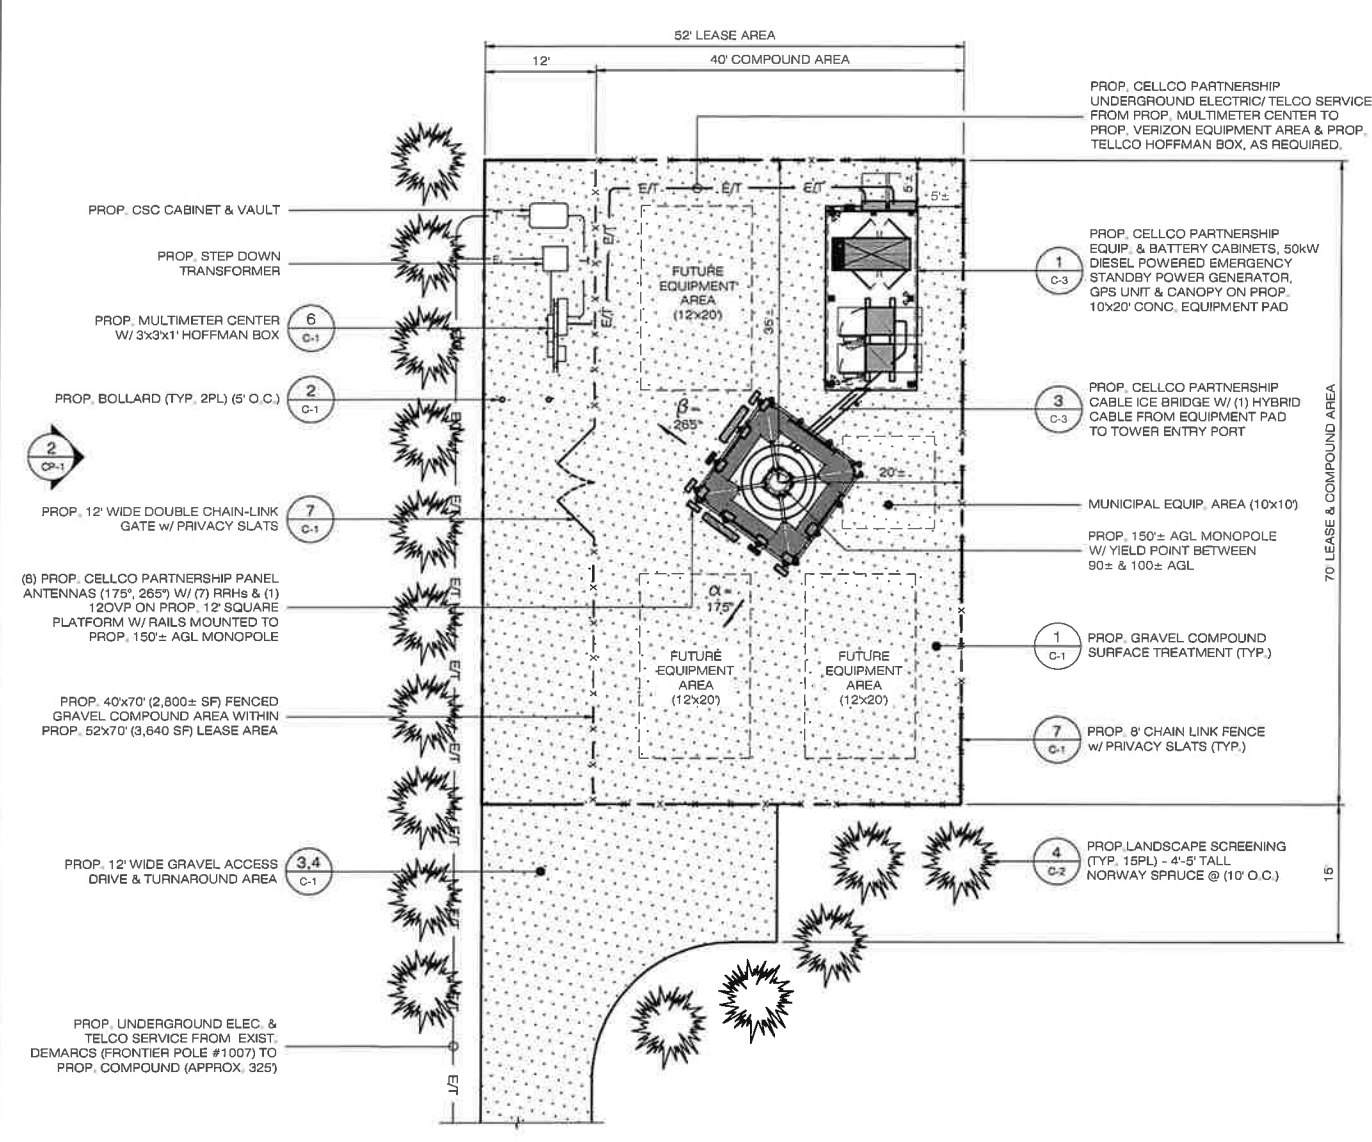 52' LEASE AREA
12'
40' COMPOUND AREA
PROP. CELLCO PARTNERSHIP
UNDERGROUND ELECTRIC/ TELCO SERVICE
FROM PROP. MULTIMETER CENTER TO
PROP. VERIZON EQUIPMENT AREA & PROP.
TELLCO HOFFMAN BOX, AS REQUIRED.
PROP. CSC CABINET & VAULT
PROP. STEP DOWN
TRANSFORMER
6
C-1
PROP. MULTIMETER CENTER
W/ 3'x3'x1' HOFFMAN BOX
2
C-1
PROP. BOLLARD (TYP. 2PL) (5' O.C.)
2
CP-1
7
C-1
PROP. 12' WIDE DOUBLE CHAIN-LINK
GATE w/ PRIVACY SLATS
(6) PROP. CELLCO PARTNERSHIP PANEL
ANTENNAS (175°, 265°) W/ (7) RRHs & (1)
12OVP ON PROP. 12' SQUARE
PLATFORM W/ RAILS MOUNTED TO
PROP. 150'± AGL MONOPOLE
PROP. 40'x70' (2,800± SF) FENCED
GRAVEL COMPOUND AREA WITHIN
PROP. 52'x70' (3,640 SF) LEASE AREA
3,4
C-1
PROP. 12' WIDE GRAVEL ACCESS
DRIVE & TURNAROUND AREA
PROP. UNDERGROUND ELEC. &
TELCO SERVICE FROM EXIST.
DEMARCS (FRONTIER POLE #1007) TO
PROP. COMPOUND (APPROX. 325')
E/T
E/T
E/T
E/T
E/T
E
5'±
5'±
35'±
FUTURE
EQUIPMENT
AREA
(12'x20')
β=
265°
20'±
α=
175°
FUTURE
EQUIPMENT
AREA
(12'x20')
FUTURE
EQUIPMENT
AREA
(12'x20')
E/T
E/T
E/T
E/T
E/T
E/T
1
C-3
PROP. CELLCO PARTNERSHIP
EQUIP. & BATTERY CABINETS, 50kW
DIESEL POWERED EMERGENCY
STANDBY POWER GENERATOR,
GPS UNIT & CANOPY ON PROP.
10'x20' CONC. EQUIPMENT PAD
3
C-3
PROP. CELLCO PARTNERSHIP
CABLE ICE BRIDGE W/ (1) HYBRID
CABLE FROM EQUIPMENT PAD
TO TOWER ENTRY PORT
MUNICIPAL EQUIP. AREA (10'x10')
PROP. 150'± AGL MONOPOLE
W/ YIELD POINT BETWEEN
90± & 100± AGL
1
C-1
PROP. GRAVEL COMPOUND
SURFACE TREATMENT (TYP.)
7
C-1
PROP. 8' CHAIN LINK FENCE
w/ PRIVACY SLATS (TYP.)
4
C-2
PROP. LANDSCAPE SCREENING
(TYP. 15PL) - 4'-5' TALL
NORWAY SPRUCE @ (10' O.C.)
70' LEASE & COMPOUND AREA
15'